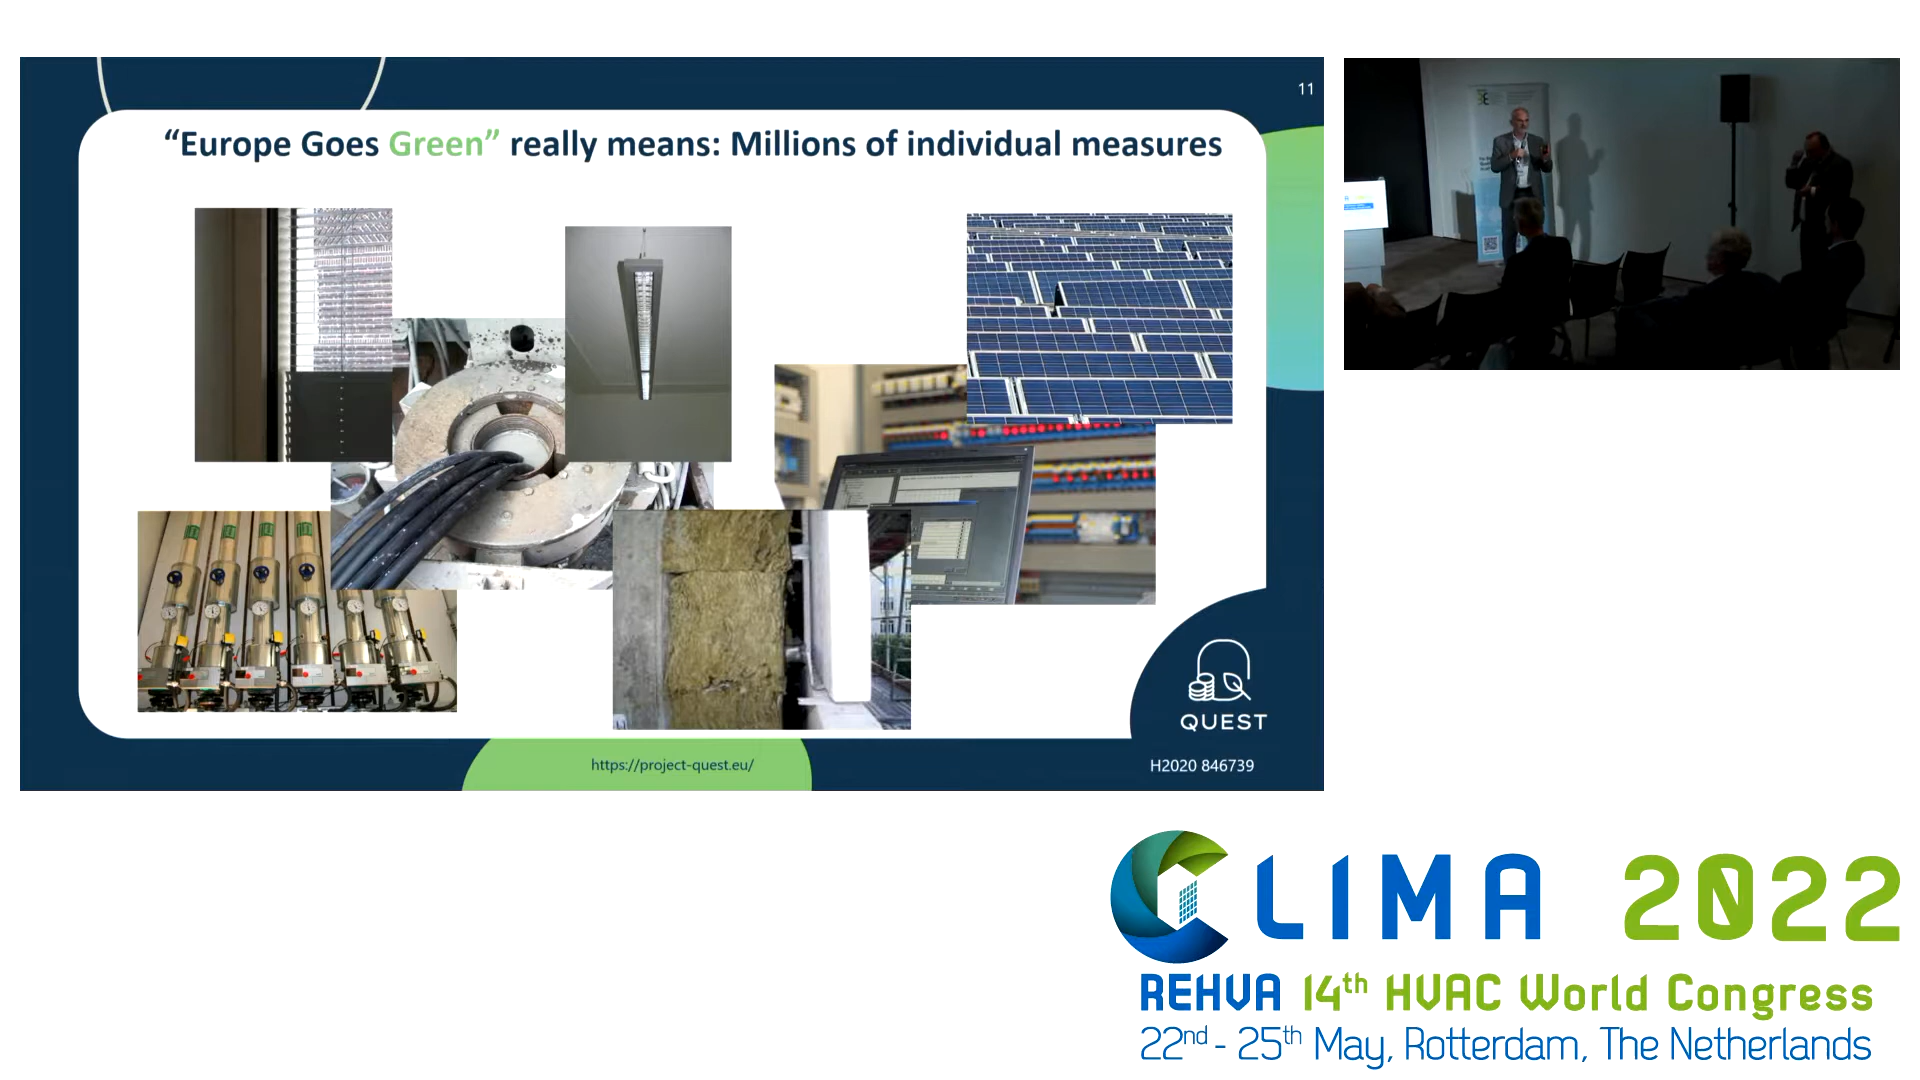 11
“Europe Goes Green” really means: Millions of individual measures
QUEST
https://project-quest.eu/
H2020 846739
CLIMA 2022
REHVA 14th HVAC World Congress
22nd - 25th May, Rotterdam, The Netherlands